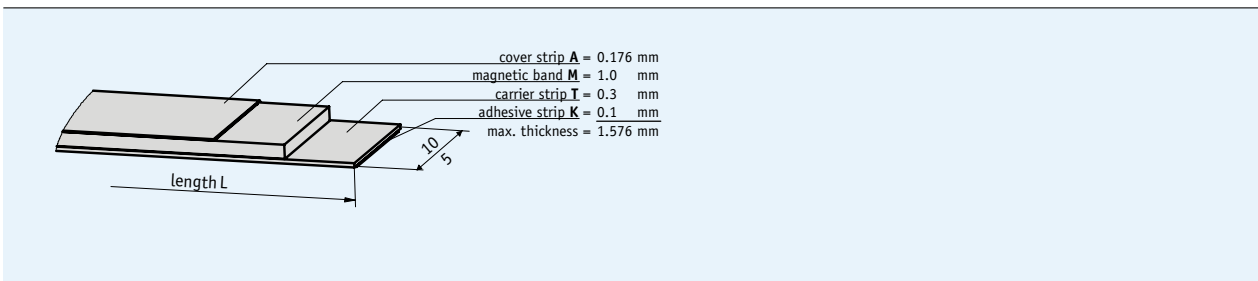 cover strip A = 0.176 mm
magnetic band M = 1.0 mm
carrier strip T = 0.3 mm
adhesive strip K = 0.1 mm
max. thickness = 1.576 mm
10
5
length L